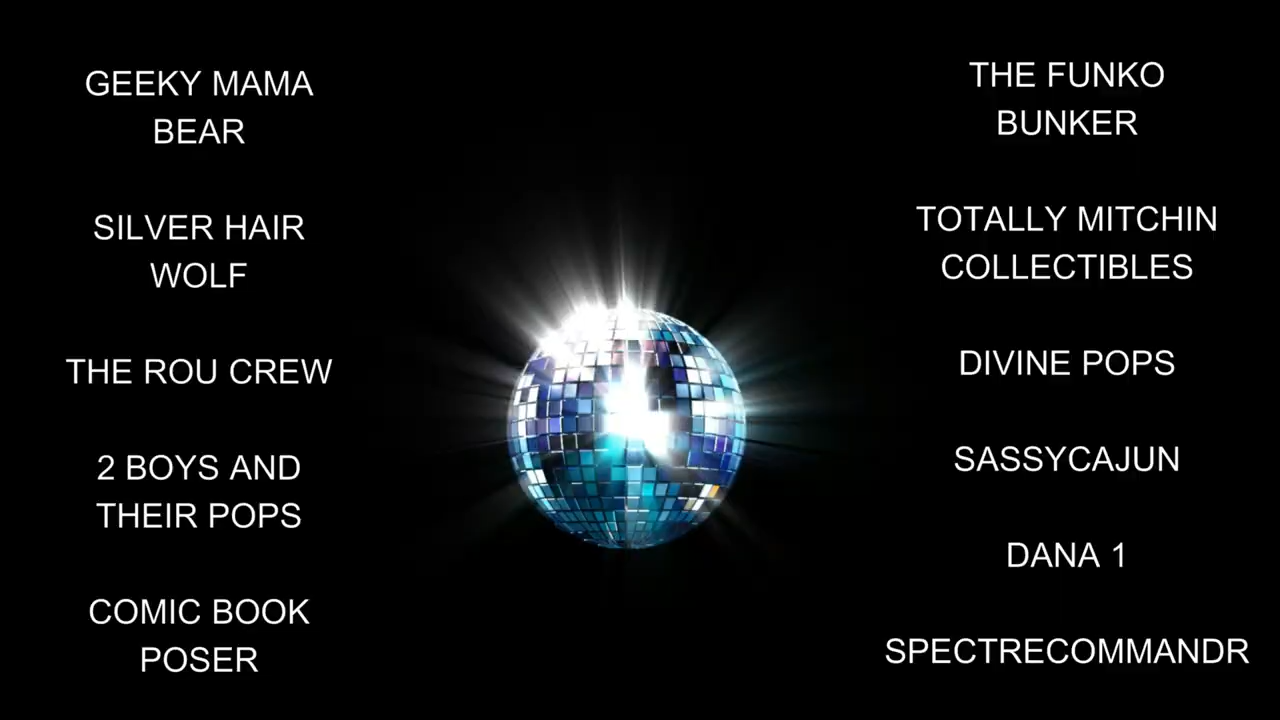 GEEKY MAMA
BEAR
SILVER HAIR
WOLF
THE ROU CREW
2 BOYS AND
THEIR POPS
COMIC BOOK
POSER
THE FUNKO
BUNKER
TOTALLY MITCHIN
COLLECTIBLES
DIVINE POPS
SASSYCAJUN
DANA 1
SPECTRECOMMANDR